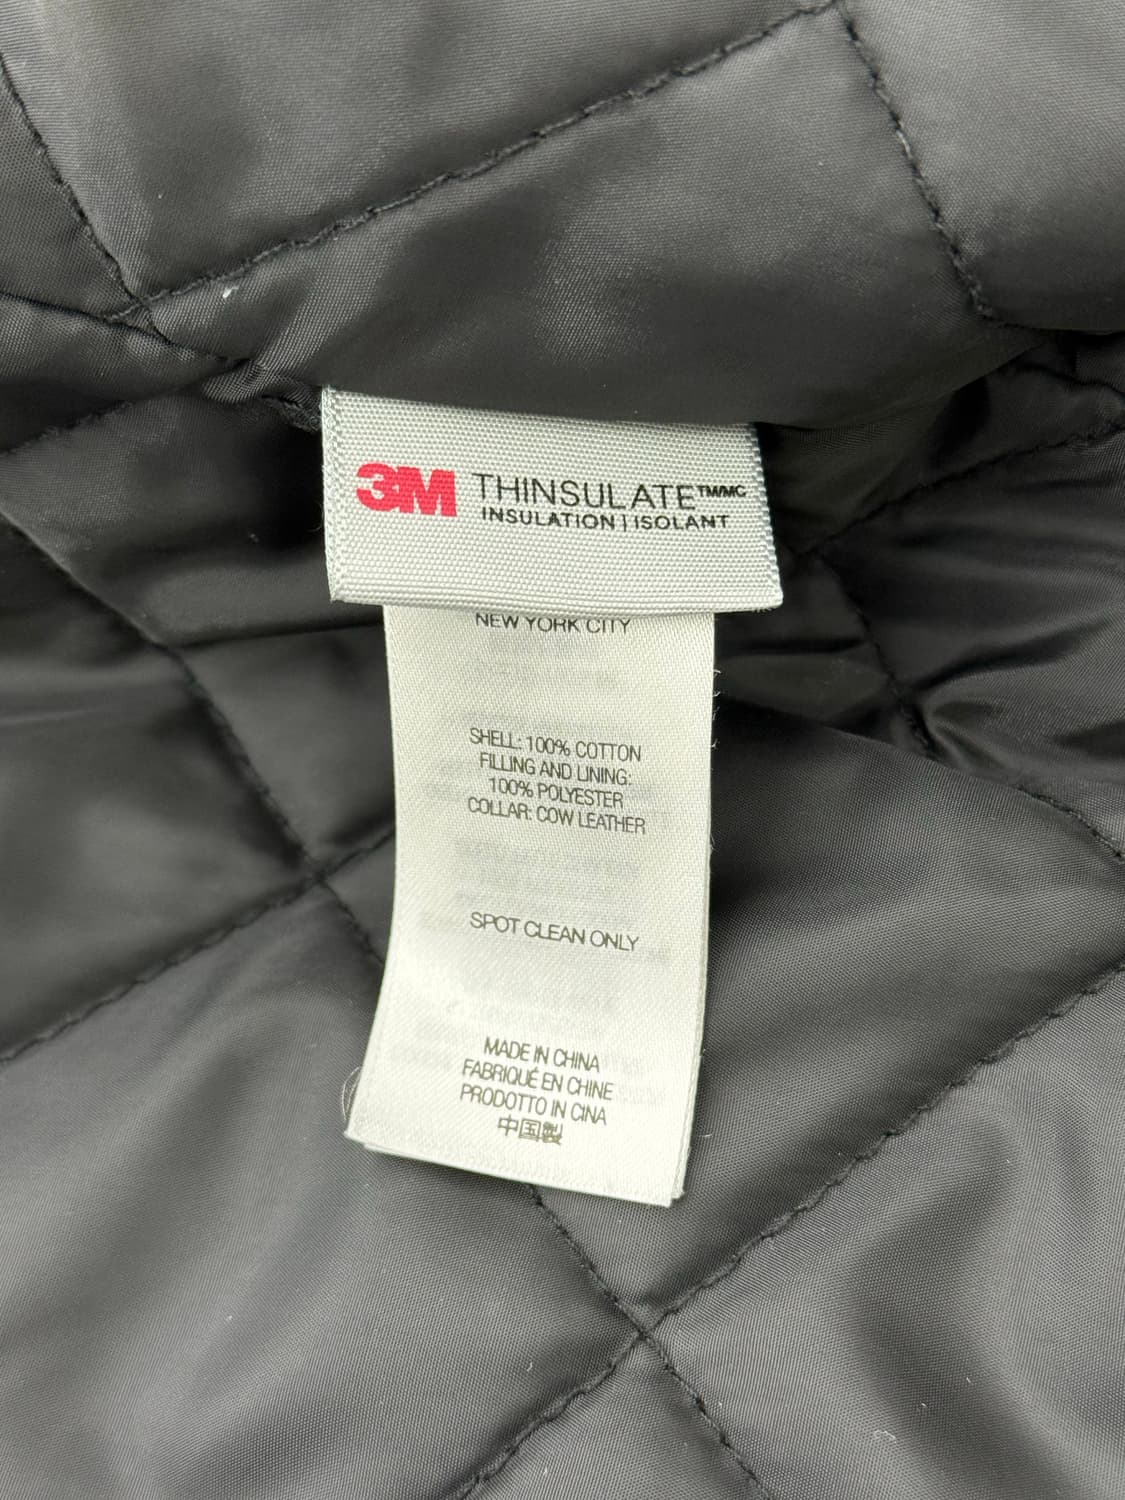 3M THINSULATE™/MC
INSULATION | ISOLANT
NEW YORK CITY
SHELL: 100% COTTON
FILLING AND LINING:
100% POLYESTER
COLLAR: COW LEATHER
SPOT CLEAN ONLY
MADE IN CHINA
FABRIQUÉ EN CHINE
PRODOTTO IN CINA
中国製